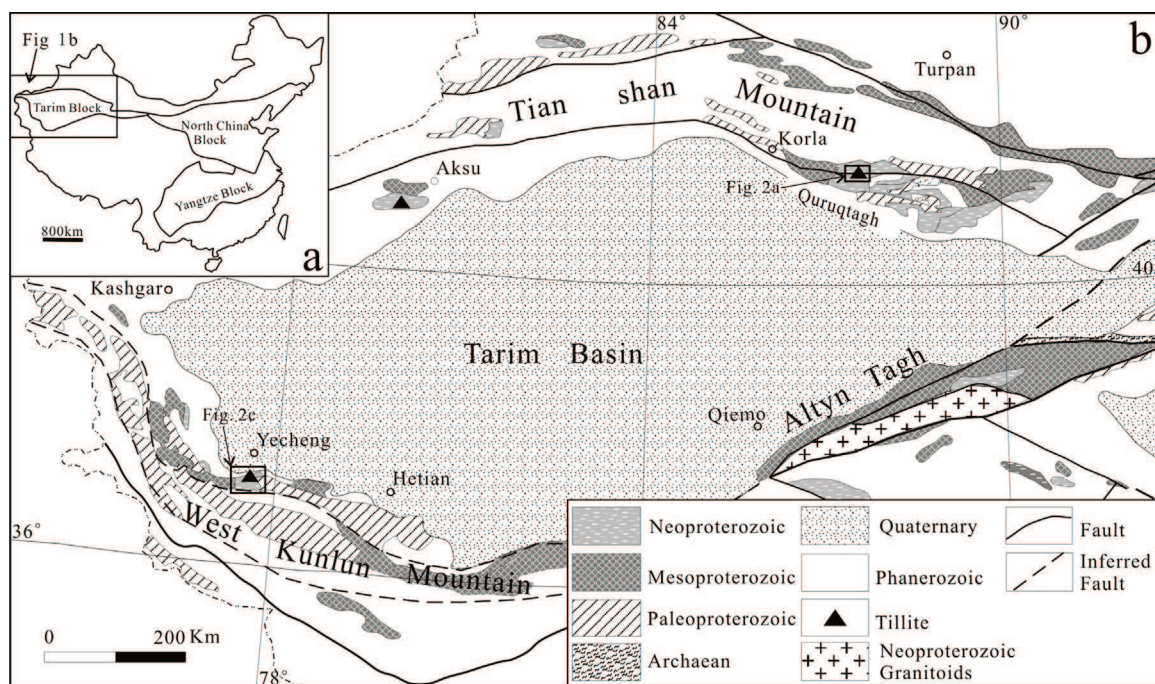 Fig 1b
Tarim Block
North China
Block
Yangtze Block
800km
a
84°
90°
b
Turpan
Tian shan Mountain
Korla
Aksu
Fig. 2a
Quruqtagh
40
Kashgar
Tarim Basin
Altyn Tagh
Qiemo
Fig. 2c
Yecheng
Hetian
36°
West Kunlun Mountain
78°
0 200 Km
Neoproterozoic
Mesoproterozoic
Paleoproterozoic
Archaean
Quaternary
Phanerozoic
Tillite
Neoproterozoic
Granitoids
Fault
Inferred
Fault